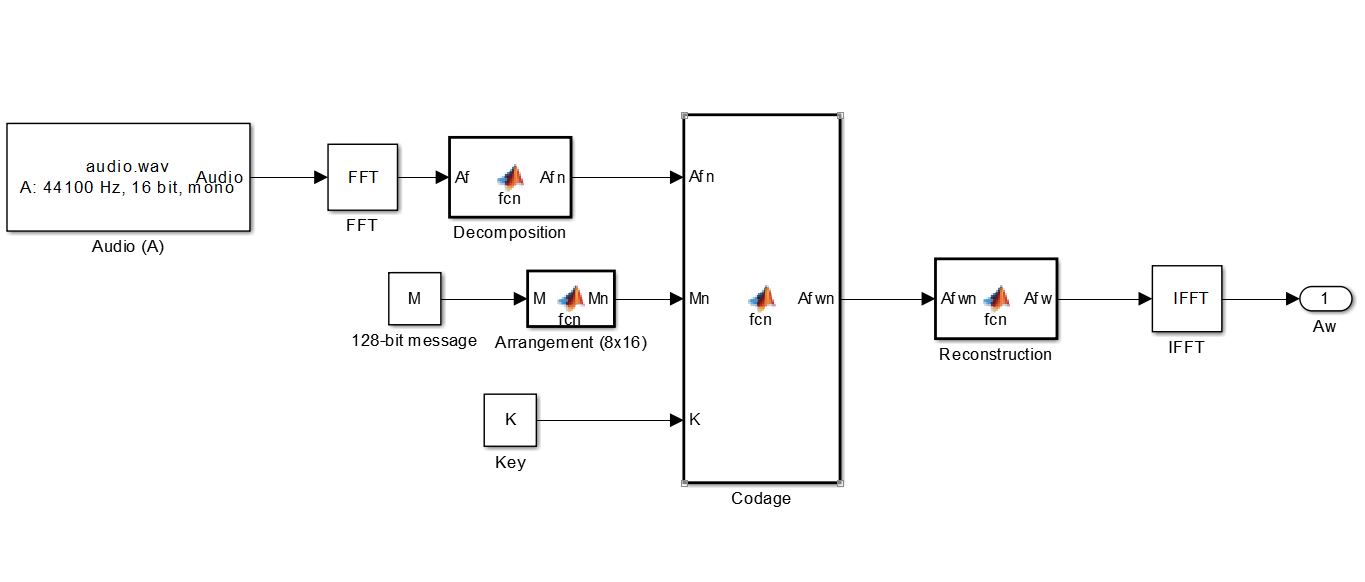 audio.wav
A: 44100 Hz, 16 bit, mono
Audio
Audio (A)
FFT
FFT
Af
Afn
fcn
Decomposition
M
128-bit message
M
Mn
fcn
Arrangement (8x16)
K
Key
Afn
Mn
K
Afwn
fcn
Codage
Afwn
Afw
fcn
Reconstruction
IFFT
IFFT
1
Aw